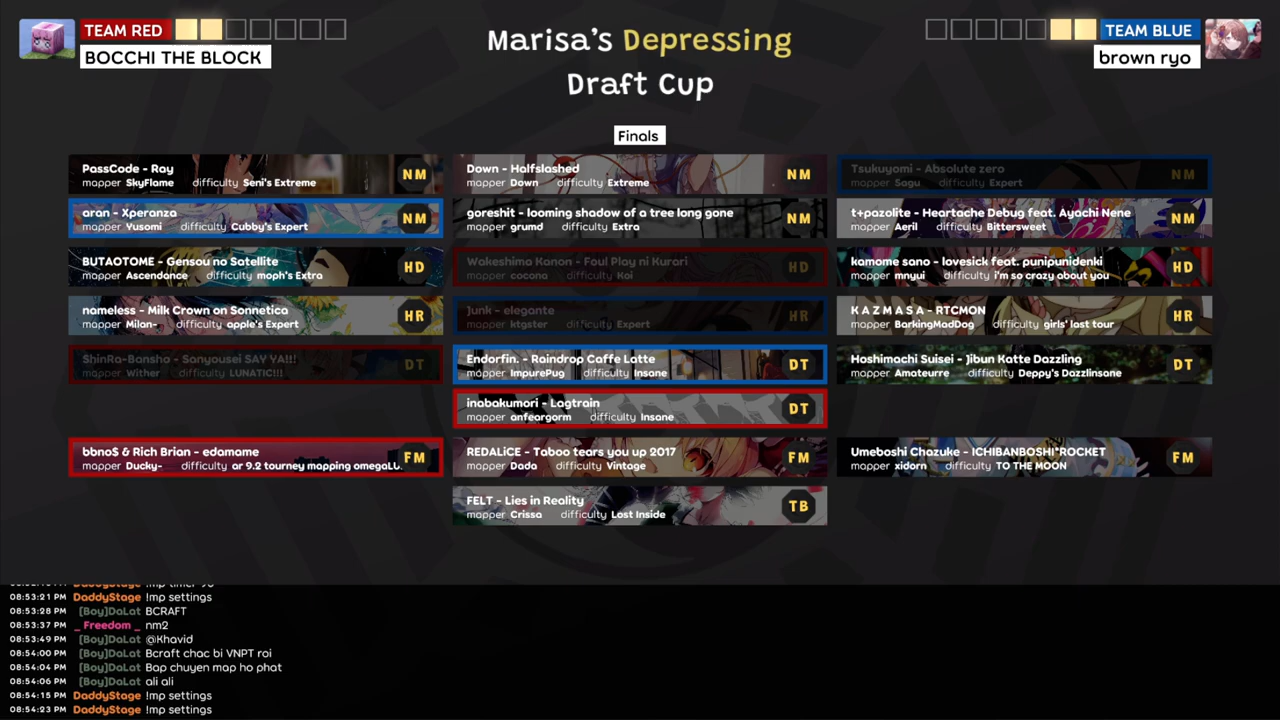 TEAM RED
BOCCHI THE BLOCK
Marisa's Depressing
Draft Cup
TEAM BLUE
brown ryo
Finals
PassCode - Ray
mapper SkyFlame difficulty Seni's Extreme
NM
Down - Halfslashed
mapper Down difficulty Extreme
NM
Tsukuyomi - Absolute zero
mapper Sagu difficulty Expert
NM
aran - Xperanza
mapper Yusomi difficulty Cubby's Expert
NM
goreshit - looming shadow of a tree long gone
mapper grumd difficulty Extra
NM
t+pazolite - Heartache Debug feat. Ayachi Nene
mapper Aeril difficulty Bittersweet
NM
BUTAOTOME - Gensou no Satellite
mapper Ascendance difficulty moph's Extra
HD
Wakeshima Kanon - Foul Play ni Kurari
mapper cocona difficulty Kai
HD
kamome sano - lovesick feat. punipunidenki
mapper mnyui difficulty i'm so crazy about you
HD
nameless - Milk Crown on Sonnetica
mapper Milan- difficulty apple's Expert
HR
Junk - elegante
mapper ktgster difficulty Expert
HR
K A Z M A S A - RTCMON
mapper BarkingMadDog difficulty girls' last tour
HR
ShinRa-Bansho - Sanyousei SAY YA!!!
mapper Wither difficulty LUNATIC!!!
DT
Endorfin. - Raindrop Caffe Latte
mapper ImpurePug difficulty Insane
DT
Hoshimachi Suisei - Jibun Katte Dazzling
mapper Amateurre difficulty Deppy's Dazzlinsane
DT
inabakumori - Lagtrain
mapper anfeargorm difficulty Insane
DT
bbno$ & Rich Brian - edamame
mapper Ducky- difficulty ar 9.2 tourney mapping omegaLU.
FM
REDALiCE - Taboo tears you up 2017
mapper Dada difficulty Vintage
FM
Umeboshi Chazuke - ICHIBANBOSHI*ROCKET
mapper xidorn difficulty TO THE MOON
FM
FELT - Lies in Reality
mapper Crissa difficulty Lost Inside
TB
08:53:21 PM DaddyStage !mp settings
08:53:28 PM [Boy]DaLat BCRAFT
08:53:37 PM _ Freedom _ nm2
08:53:49 PM [Boy]DaLat @Khavid
08:54:00 PM [Boy]DaLat Bcraft chac bi VNPT roi
08:54:04 PM [Boy]DaLat Bap chuyen map ho phat
08:54:06 PM [Boy]DaLat ali ali
08:54:15 PM DaddyStage !mp settings
08:54:23 PM DaddyStage !mp settings